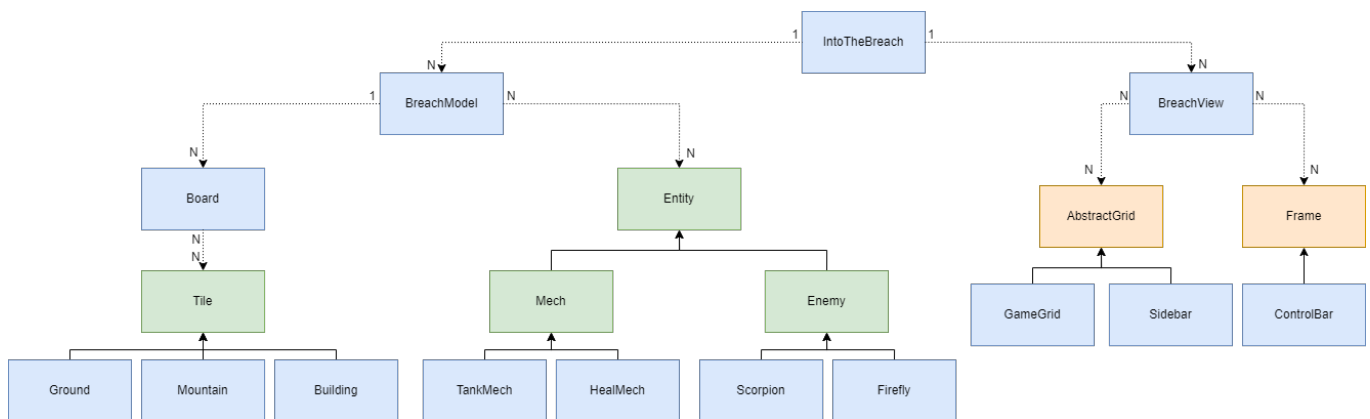 IntoTheBreach
1
1
N
N
BreachModel
1
N
BreachView
N
N
N
N
Board
Entity
N
N
AbstractGrid
Frame
N
N
Tile
Mech
Enemy
GameGrid
Sidebar
ControlBar
Ground
Mountain
Building
TankMech
HealMech
Scorpion
Firefly